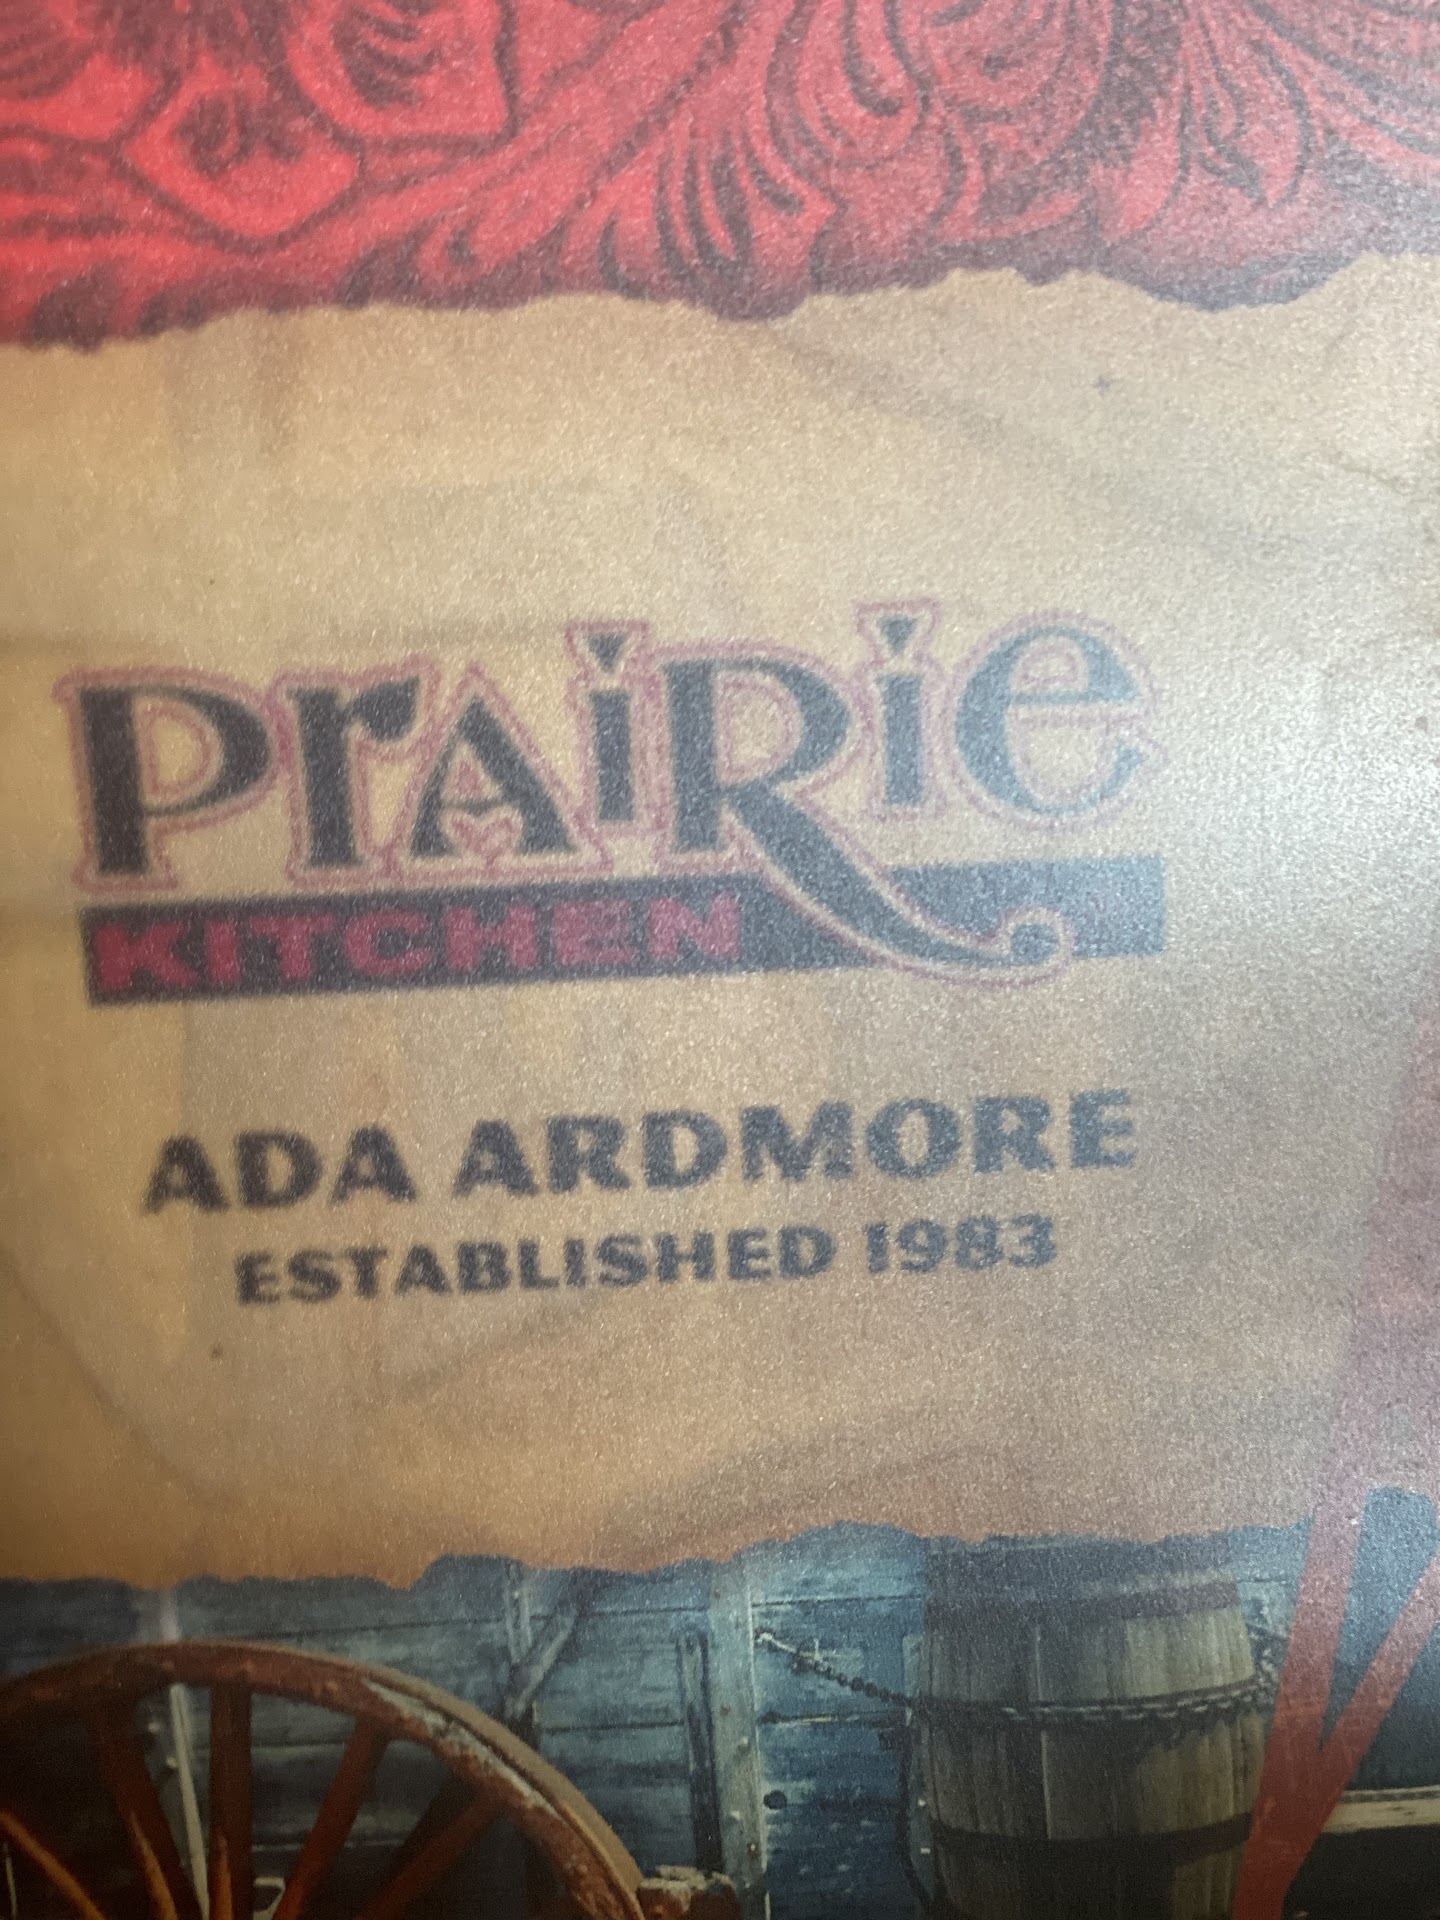 PrAiRie
KITCHEN
ADA ARDMORE
ESTABLISHED 1983